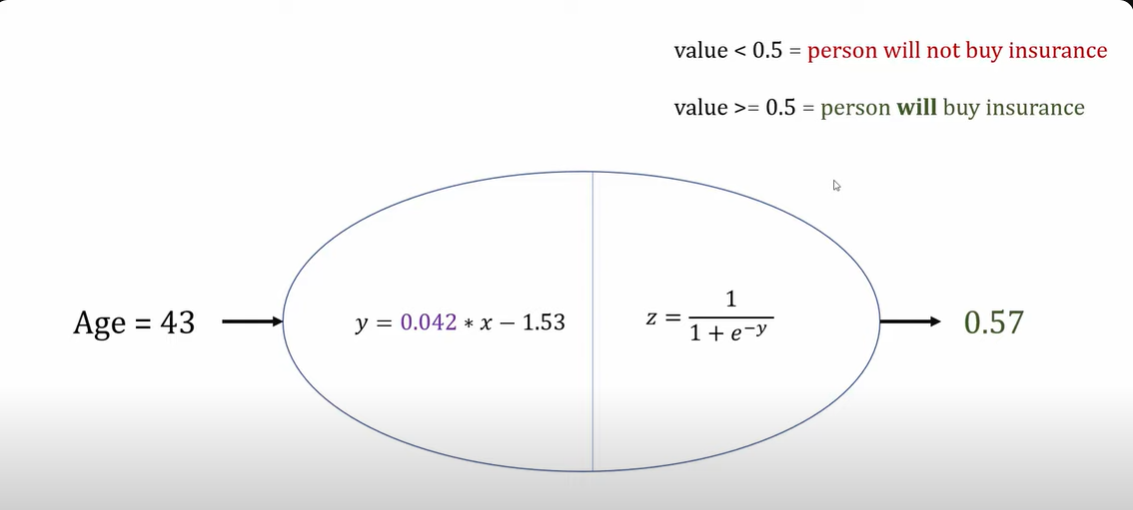 value < 0.5 = person will not buy insurance
value >= 0.5 = person will buy insurance
Age = 43
y = 0.042 * x − 1.53
z = 1 / (1 + e^−y)
0.57